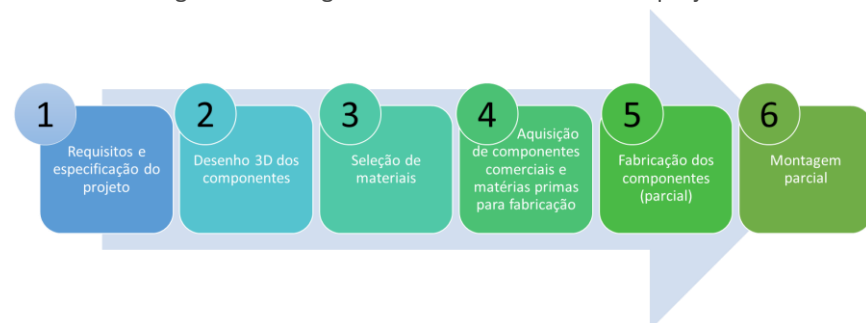 1
Requisitos e
especificação do
projeto
2
Desenho 3D dos
componentes
3
Seleção de
materiais
4
Aquisição
de componentes
comerciais e
matérias primas
para fabricação
5
Fabricação dos
componentes
(parcial)
6
Montagem
parcial